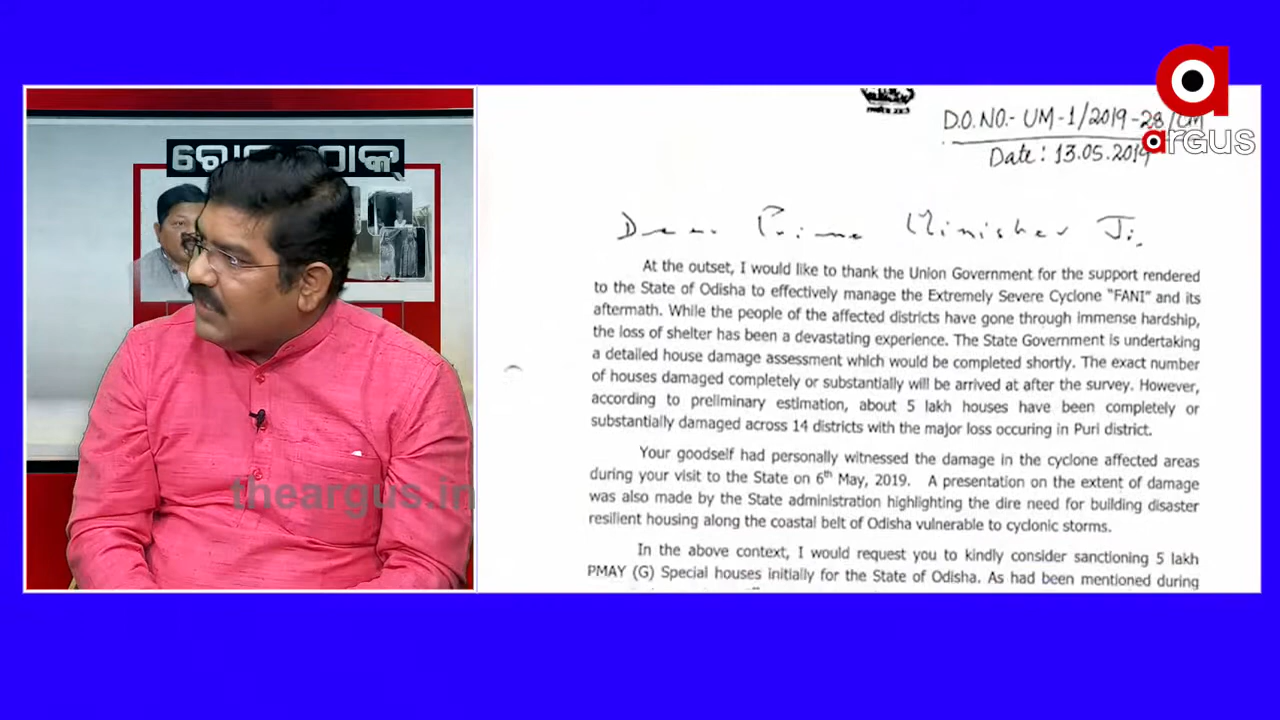 argus
ରୋକ୍ ଠୋକ୍
theargus.in
D.O.NO.- UM-1/2019-28/CM
Date : 13.05.2019
Dear Prime Minister Ji,
At the outset, I would like to thank the Union Government for the support rendered
to the State of Odisha to effectively manage the Extremely Severe Cyclone "FANI" and its
aftermath. While the people of the affected districts have gone through immense hardship,
the loss of shelter has been a devastating experience. The State Government is undertaking
a detailed house damage assessment which would be completed shortly. The exact number
of houses damaged completely or substantially will be arrived at after the survey. However,
according to preliminary estimation, about 5 lakh houses have been completely or
substantially damaged across 14 districts with the major loss occuring in Puri district.
Your goodself had personally witnessed the damage in the cyclone affected areas
during your visit to the State on 6th May, 2019. A presentation on the extent of damage
was also made by the State administration highlighting the dire need for building disaster
resilient housing along the coastal belt of Odisha vulnerable to cyclonic storms.
In the above context, I would request you to kindly consider sanctioning 5 lakh
PMAY (G) Special houses initially for the State of Odisha. As had been mentioned during